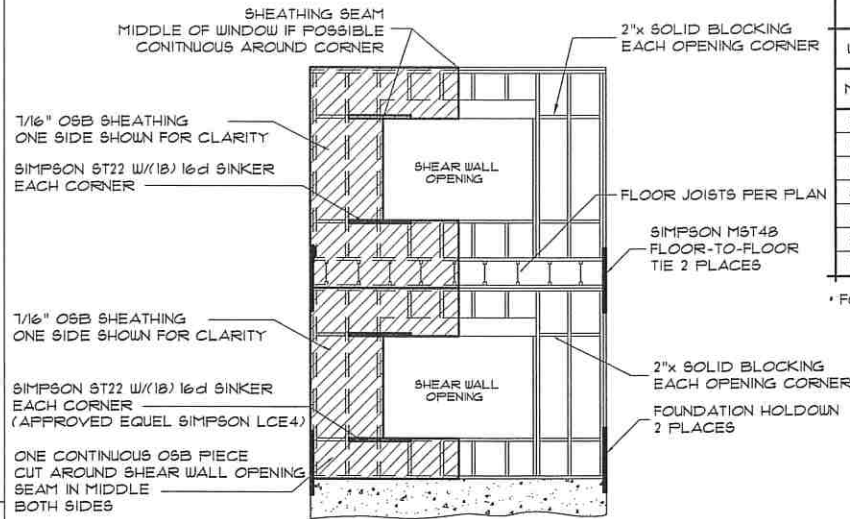 SHEATHING SEAM
MIDDLE OF WINDOW IF POSSIBLE
CONITNUOUS AROUND CORNER
2"x SOLID BLOCKING
EACH OPENING CORNER
7/16" OSB SHEATHING
ONE SIDE SHOWN FOR CLARITY
SIMPSON ST22 W/(18) 16d SINKER
EACH CORNER
SHEAR WALL
OPENING
FLOOR JOISTS PER PLAN
SIMPSON MST48
FLOOR-TO-FLOOR
TIE 2 PLACES
7/16" OSB SHEATHING
ONE SIDE SHOWN FOR CLARITY
SIMPSON ST22 W/(18) 16d SINKER
EACH CORNER
(APPROVED EQUEL SIMPSON LCE4)
SHEAR WALL
OPENING
2"x SOLID BLOCKING
EACH OPENING CORNER
FOUNDATION HOLDOWN
2 PLACES
ONE CONTINUOUS OSB PIECE
CUT AROUND SHEAR WALL OPENING
SEAM IN MIDDLE
BOTH SIDES